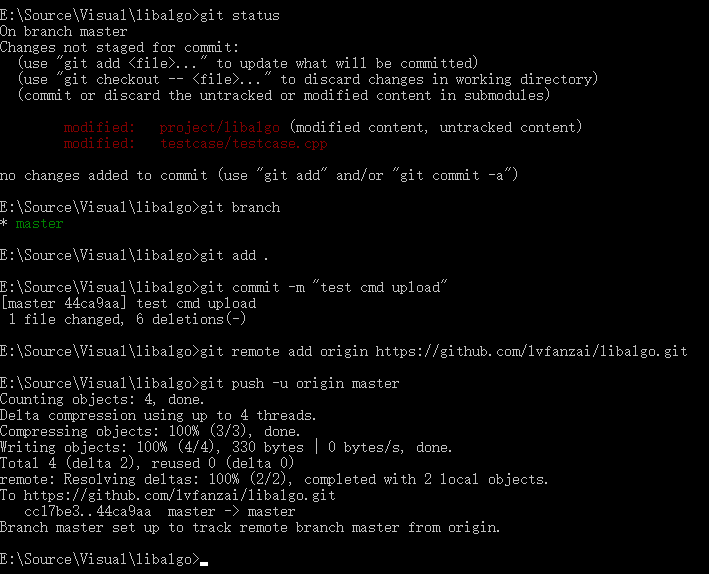 E:\Source\Visual\libalgo>git status
On branch master
Changes not staged for commit:
  (use "git add <file>..." to update what will be committed)
  (use "git checkout -- <file>..." to discard changes in working directory)
  (commit or discard the untracked or modified content in submodules)
        modified:   project/libalgo (modified content, untracked content)
        modified:   testcase/testcase.cpp
no changes added to commit (use "git add" and/or "git commit -a")
E:\Source\Visual\libalgo>git branch
* master
E:\Source\Visual\libalgo>git add .
E:\Source\Visual\libalgo>git commit -m "test cmd upload"
[master 44ca9aa] test cmd upload
 1 file changed, 6 deletions(-)
E:\Source\Visual\libalgo>git remote add origin https://github.com/lvfanzai/libalgo.git
E:\Source\Visual\libalgo>git push -u origin master
Counting objects: 4, done.
Delta compression using up to 4 threads.
Compressing objects: 100% (3/3), done.
Writing objects: 100% (4/4), 330 bytes | 0 bytes/s, done.
Total 4 (delta 2), reused 0 (delta 0)
remote: Resolving deltas: 100% (2/2), completed with 2 local objects.
To https://github.com/lvfanzai/libalgo.git
   cc17be3..44ca9aa  master -> master
Branch master set up to track remote branch master from origin.
E:\Source\Visual\libalgo>